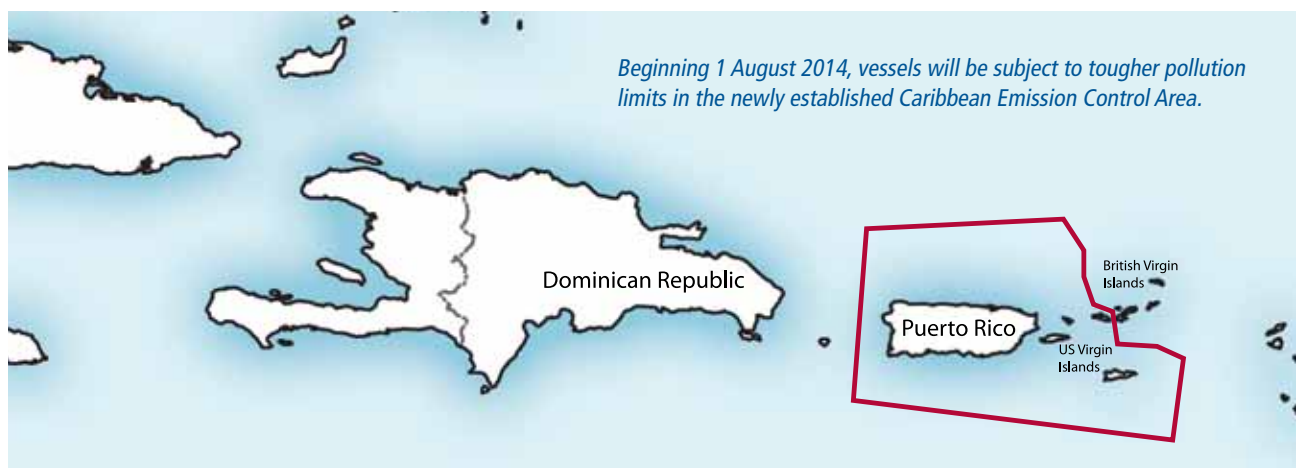 Beginning 1 August 2014, vessels will be subject to tougher pollution
limits in the newly established Caribbean Emission Control Area.
Dominican Republic
Puerto Rico
British Virgin
Islands
US Virgin
Islands